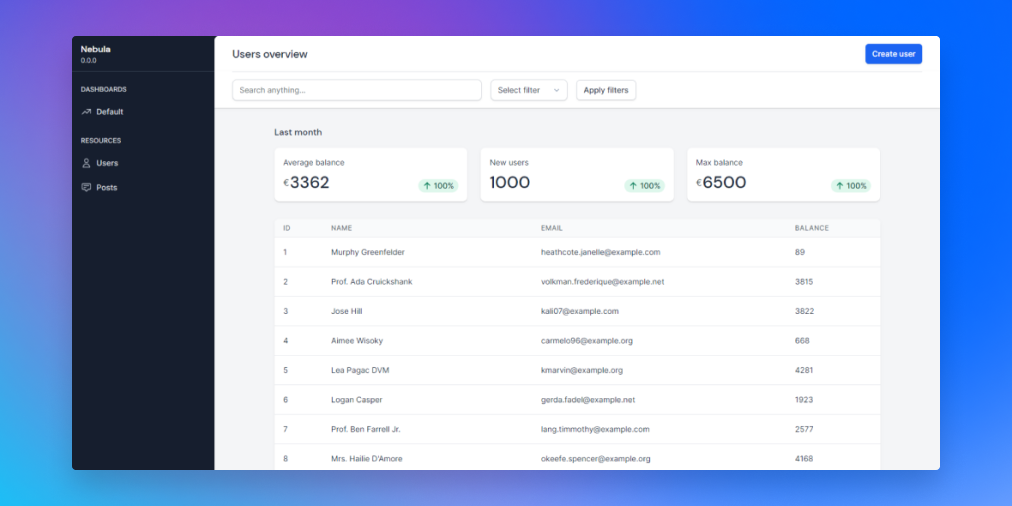 Nebula
0.0.0
DASHBOARDS
Default
RESOURCES
Users
Posts
Users overview
Create user
Search anything...
Select filter
Apply filters
Last month
Average balance
€3362
↑ 100%
New users
1000
↑ 100%
Max balance
€6500
↑ 100%
ID NAME EMAIL BALANCE
1 Murphy Greenfelder heathcote.janelle@example.com 89
2 Prof. Ada Cruickshank volkman.frederique@example.net 3815
3 Jose Hill kali07@example.com 3822
4 Aimee Wisoky carmelo96@example.org 668
5 Lea Pagac DVM kmarvin@example.org 4281
6 Logan Casper gerda.fadel@example.net 1923
7 Prof. Ben Farrell Jr. lang.timmothy@example.com 2577
8 Mrs. Hailie D'Amore okeefe.spencer@example.org 4168